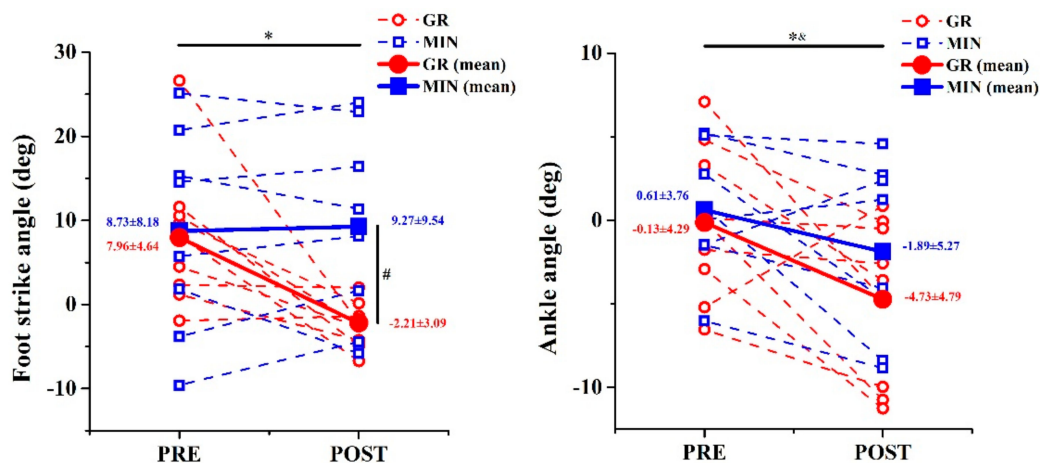 GR
MIN
GR (mean)
MIN (mean)
*
30
20
10
0
-10
Foot strike angle (deg)
8.73±8.18
7.96±4.64
9.27±9.54
#
-2.21±3.09
PRE
POST
GR
MIN
GR (mean)
MIN (mean)
*&
10
5
0
-10
Ankle angle (deg)
0.61±3.76
-0.13±4.29
-1.89±5.27
-4.73±4.79
PRE
POST